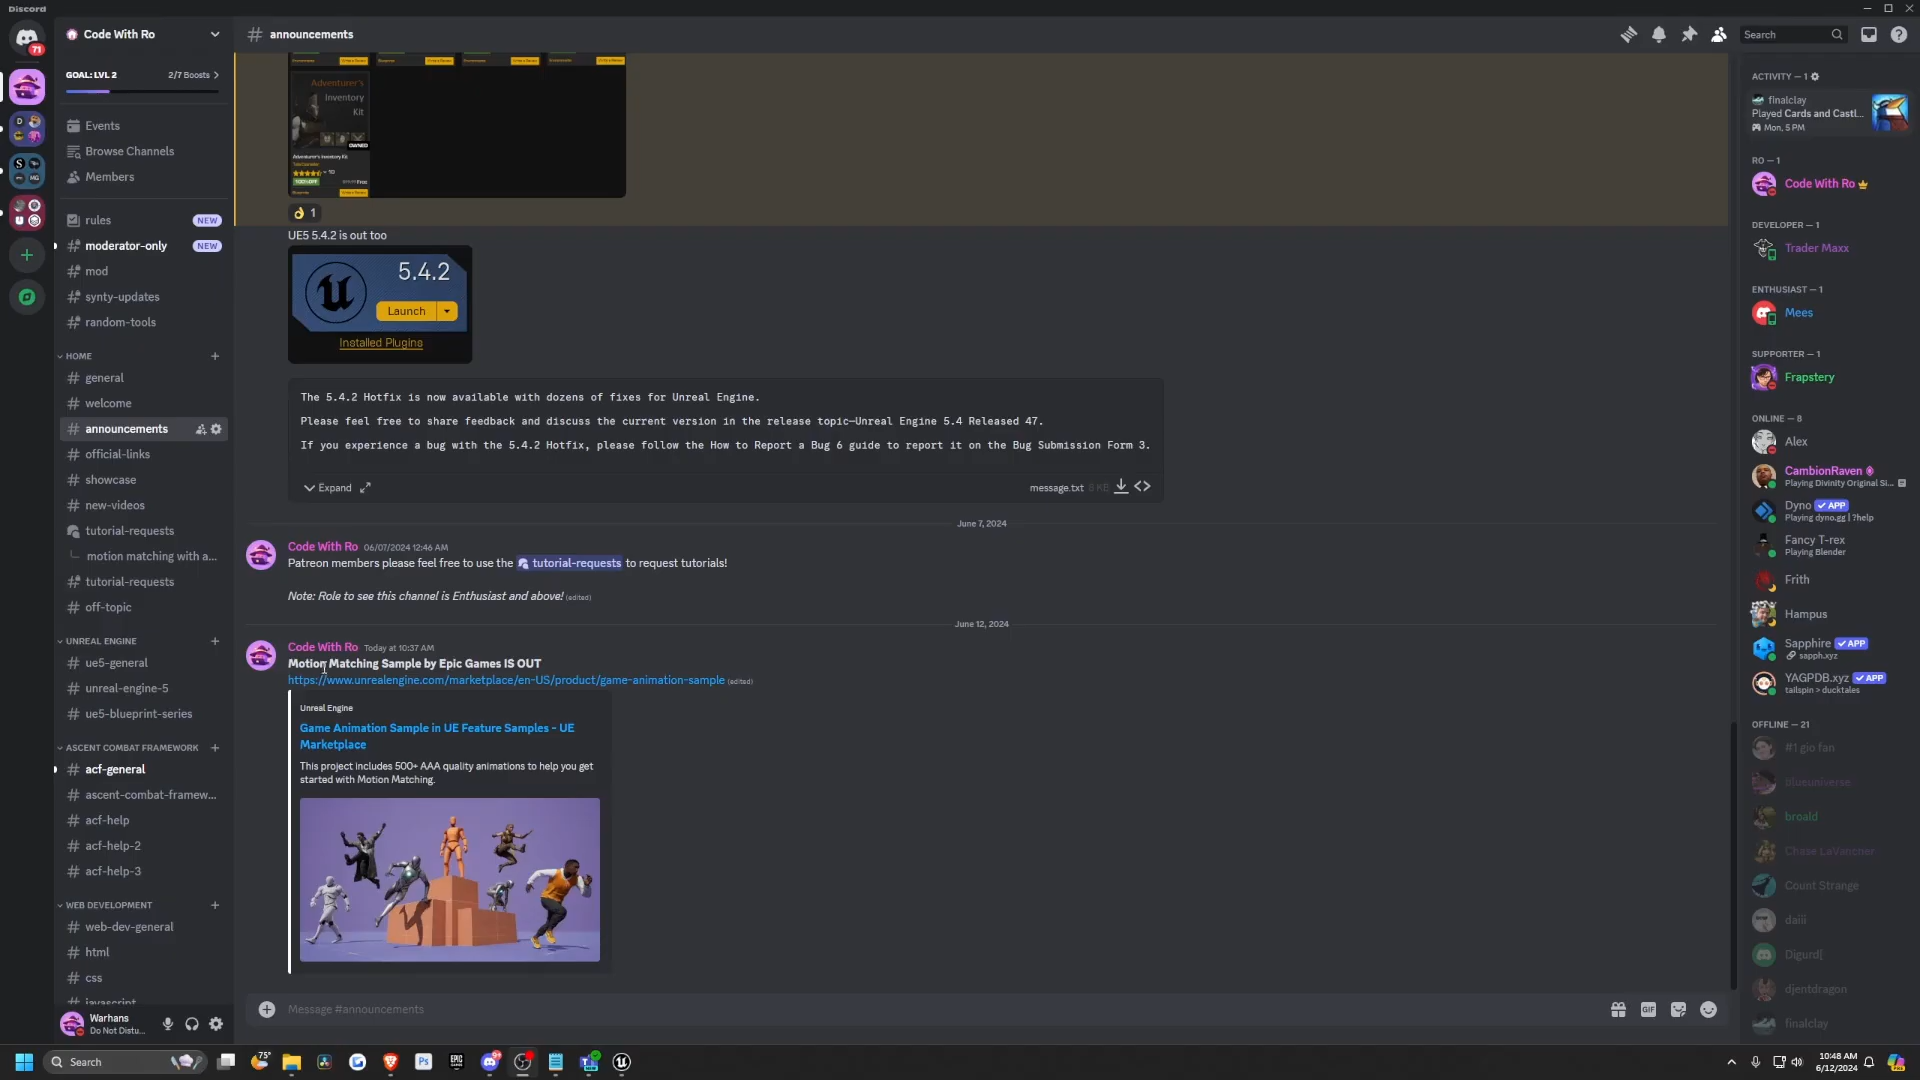 Discord
71
Code With Ro
GOAL: LVL 2
2/7 Boosts
Events
Browse Channels
Members
rules
NEW
moderator-only
NEW
mod
synty-updates
random-tools
HOME
general
welcome
announcements
official-links
showcase
new-videos
tutorial-requests
motion matching with a...
tutorial-requests
off-topic
UNREAL ENGINE
ue5-general
unreal-engine-5
ue5-blueprint-series
ASCENT COMBAT FRAMEWORK
acf-general
ascent-combat-framew...
acf-help
acf-help-2
acf-help-3
WEB DEVELOPMENT
web-dev-general
html
css
javascript
Warhans
Do Not Distu...
announcements
Search
Adventurer's
Inventory
Kit
OWNED
Adventurer's Inventory Kit
Free
1
UE5 5.4.2 is out too
5.4.2
Launch
Installed Plugins
The 5.4.2 Hotfix is now available with dozens of fixes for Unreal Engine.
Please feel free to share feedback and discuss the current version in the release topic—Unreal Engine 5.4 Released 47.
If you experience a bug with the 5.4.2 Hotfix, please follow the How to Report a Bug 6 guide to report it on the Bug Submission Form 3.
Expand
message.txt 6 KB
June 7, 2024
Code With Ro 06/07/2024 12:46 AM
Patreon members please feel free to use the tutorial-requests to request tutorials!
Note: Role to see this channel is Enthusiast and above! (edited)
June 12, 2024
Code With Ro Today at 10:37 AM
Motion Matching Sample by Epic Games IS OUT
https://www.unrealengine.com/marketplace/en-US/product/game-animation-sample (edited)
Unreal Engine
Game Animation Sample in UE Feature Samples - UE
Marketplace
This project includes 500+ AAA quality animations to help you get
started with Motion Matching.
Message #announcements
GIF
ACTIVITY — 1
finalclay
Played Cards and Castl...
Mon, 5 PM
RO — 1
Code With Ro
DEVELOPER — 1
Trader Maxx
ENTHUSIAST — 1
Mees
SUPPORTER — 1
Frapstery
ONLINE — 8
Alex
CambionRaven
Playing Divinity Original Si...
Dyno APP
Playing dyno.gg | ?help
Fancy T-rex
Playing Blender
Frith
Hampus
Sapphire APP
sapph.xyz
YAGPDB.xyz APP
tailspin > ducktales
OFFLINE — 21
#1 gio fan
blueuniverse
broald
Chase LaVancher
Count Strange
daiii
Digurd[
djentdragon
finalclay
Search
75°
Ps
EPIC
10:48 AM
6/12/2024